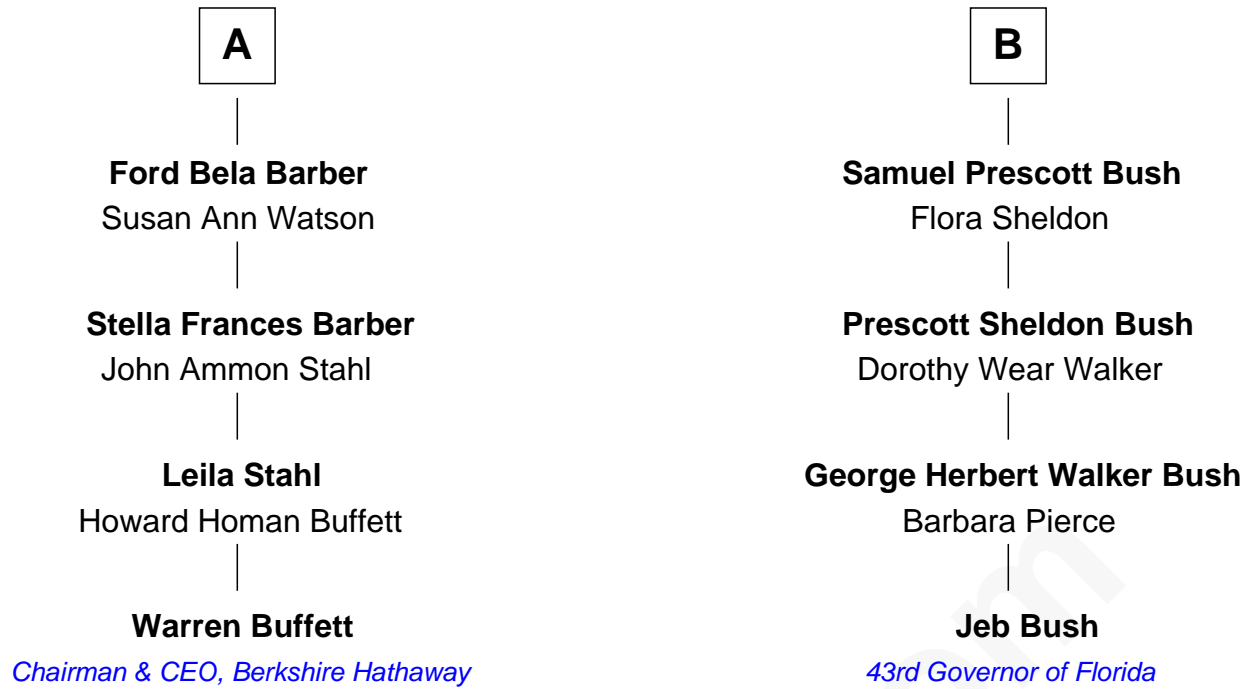 A
Ford Bela Barber
Susan Ann Watson
Stella Frances Barber
John Ammon Stahl
Leila Stahl
Howard Homan Buffett
Warren Buffett
Chairman & CEO, Berkshire Hathaway
B
Samuel Prescott Bush
Flora Sheldon
Prescott Sheldon Bush
Dorothy Wear Walker
George Herbert Walker Bush
Barbara Pierce
Jeb Bush
43rd Governor of Florida